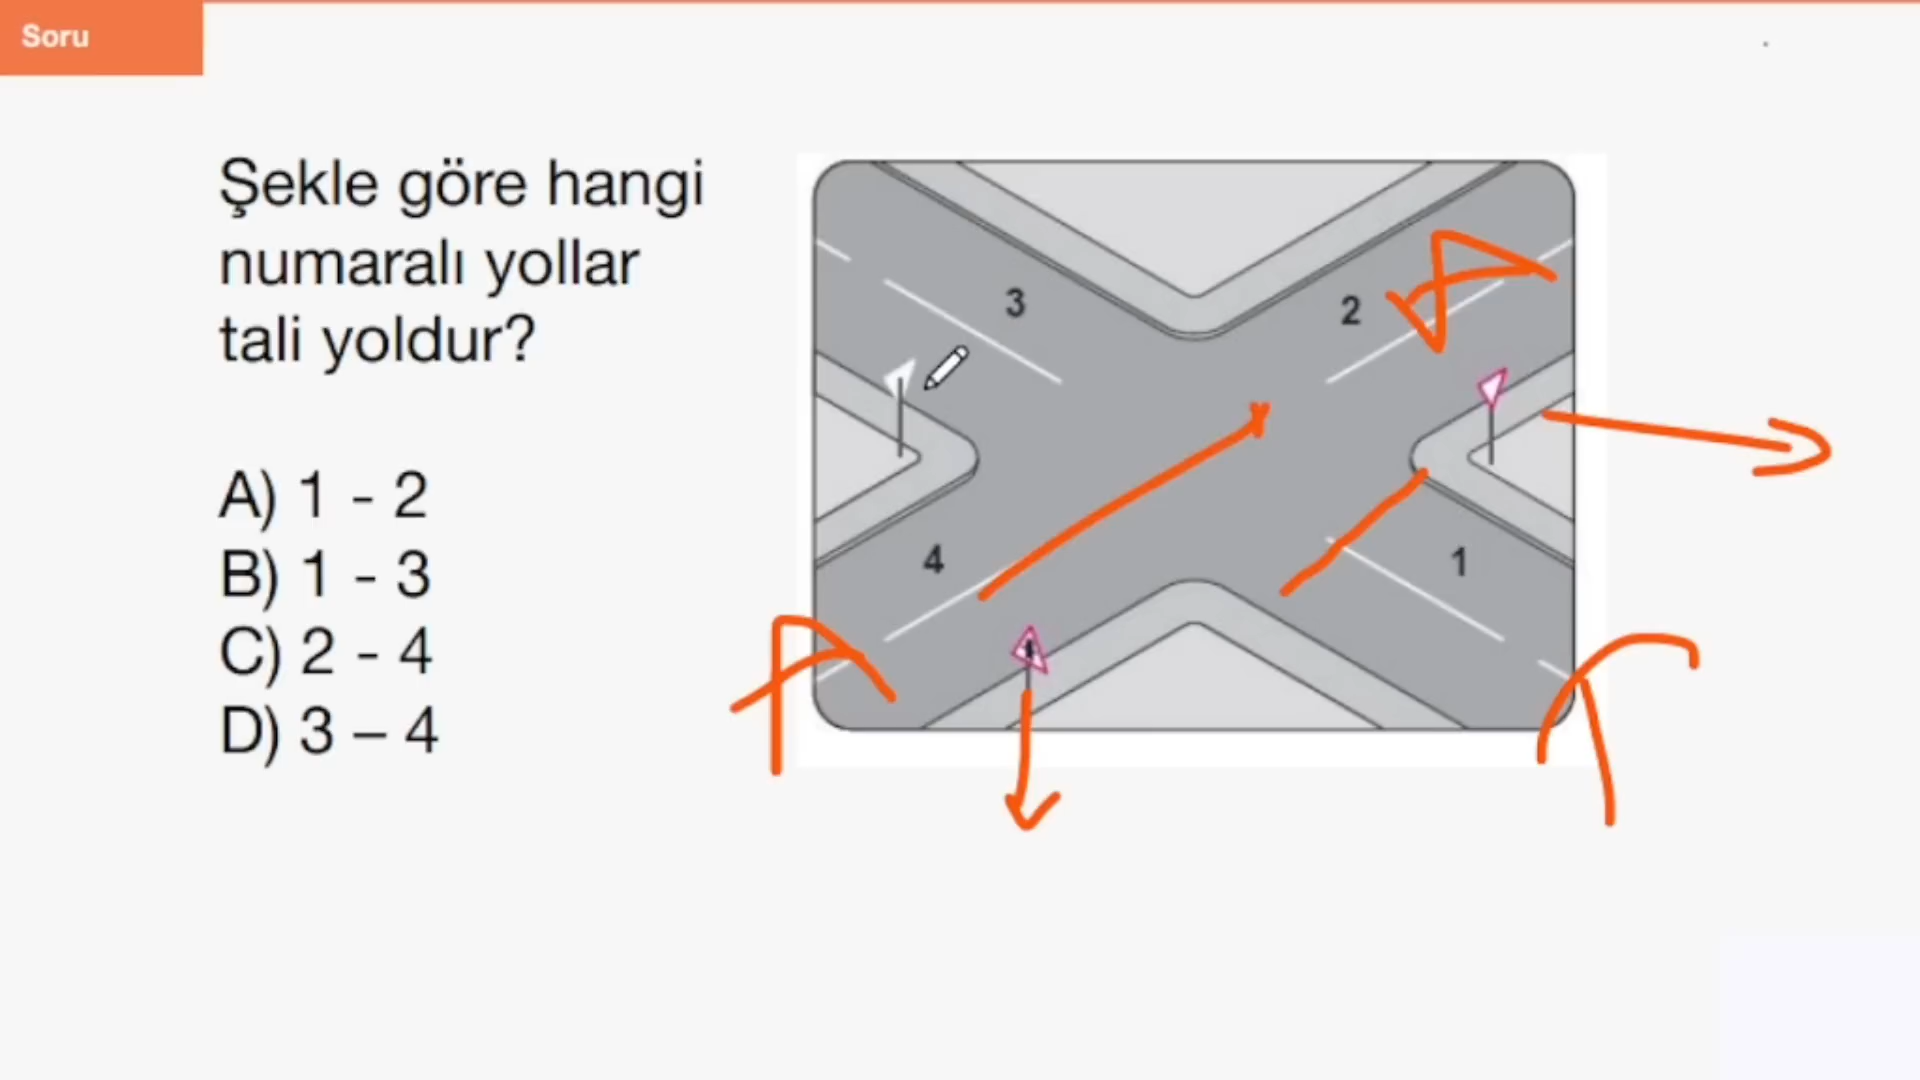 Soru
Şekle göre hangi
numaralı yollar
tali yoldur?
A) 1 - 2
B) 1 - 3
C) 2 - 4
D) 3 – 4
3
2
4
1